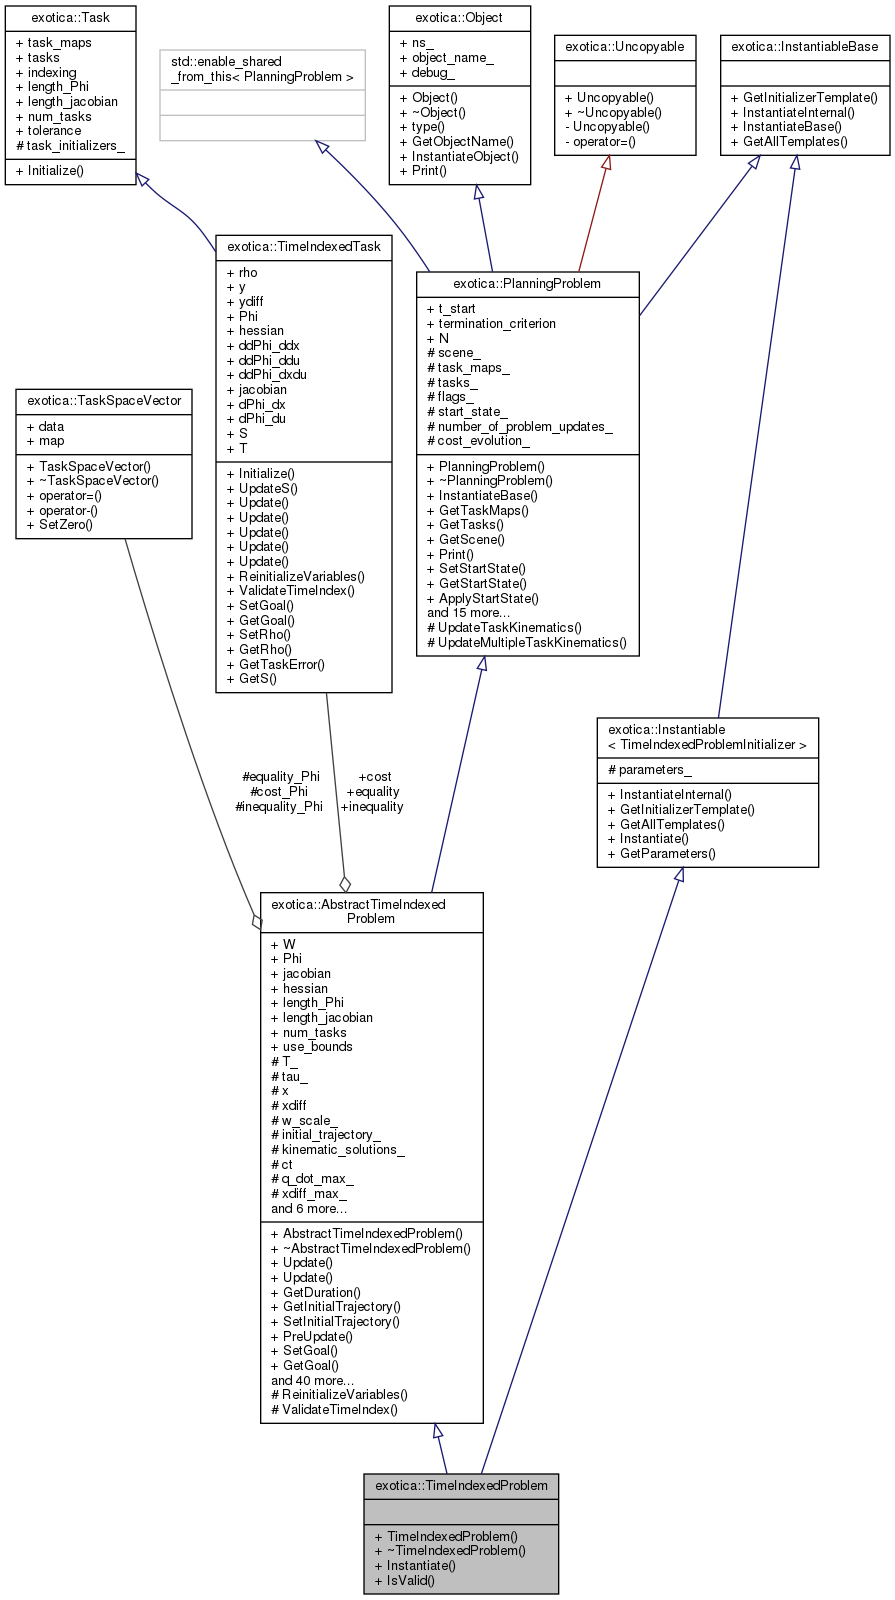 exotica::Task
+ task_maps
+ tasks
+ indexing
+ length_Phi
+ length_jacobian
+ num_tasks
+ tolerance
# task_initializers_
+ Initialize()
std::enable_shared
_from_this< PlanningProblem >
exotica::Object
+ ns_
+ object_name_
+ debug_
+ Object()
+ ~Object()
+ type()
+ GetObjectName()
+ InstantiateObject()
+ Print()
exotica::Uncopyable
+ Uncopyable()
+ ~Uncopyable()
- Uncopyable()
- operator=()
exotica::InstantiableBase
+ GetInitializerTemplate()
+ InstantiateInternal()
+ InstantiateBase()
+ GetAllTemplates()
exotica::TimeIndexedTask
+ rho
+ y
+ ydiff
+ Phi
+ hessian
+ ddPhi_ddx
+ ddPhi_ddu
+ ddPhi_dxdu
+ jacobian
+ dPhi_dx
+ dPhi_du
+ S
+ T
+ Initialize()
+ UpdateS()
+ Update()
+ Update()
+ Update()
+ Update()
+ Update()
+ ReinitializeVariables()
+ ValidateTimeIndex()
+ SetGoal()
+ GetGoal()
+ SetRho()
+ GetRho()
+ GetTaskError()
+ GetS()
exotica::PlanningProblem
+ t_start
+ termination_criterion
+ N
# scene_
# task_maps_
# tasks_
# flags_
# start_state_
# number_of_problem_updates_
# cost_evolution_
+ PlanningProblem()
+ ~PlanningProblem()
+ InstantiateBase()
+ GetTaskMaps()
+ GetTasks()
+ GetScene()
+ Print()
+ SetStartState()
+ GetStartState()
+ ApplyStartState()
and 15 more...
# UpdateTaskKinematics()
# UpdateMultipleTaskKinematics()
exotica::TaskSpaceVector
+ data
+ map
+ TaskSpaceVector()
+ ~TaskSpaceVector()
+ operator=()
+ operator-()
+ SetZero()
exotica::Instantiable
< TimeIndexedProblemInitializer >
# parameters_
+ InstantiateInternal()
+ GetInitializerTemplate()
+ GetAllTemplates()
+ Instantiate()
+ GetParameters()
#equality_Phi
#cost_Phi
#inequality_Phi
+cost
+equality
+inequality
exotica::AbstractTimeIndexed
Problem
+ W
+ Phi
+ jacobian
+ hessian
+ length_Phi
+ length_jacobian
+ num_tasks
+ use_bounds
# T_
# tau_
# x
# xdiff
# w_scale_
# initial_trajectory_
# kinematic_solutions_
# ct
# q_dot_max_
# xdiff_max_
and 6 more...
+ AbstractTimeIndexedProblem()
+ ~AbstractTimeIndexedProblem()
+ Update()
+ Update()
+ GetDuration()
+ GetInitialTrajectory()
+ SetInitialTrajectory()
+ PreUpdate()
+ SetGoal()
+ GetGoal()
and 40 more...
# ReinitializeVariables()
# ValidateTimeIndex()
exotica::TimeIndexedProblem
+ TimeIndexedProblem()
+ ~TimeIndexedProblem()
+ Instantiate()
+ IsValid()